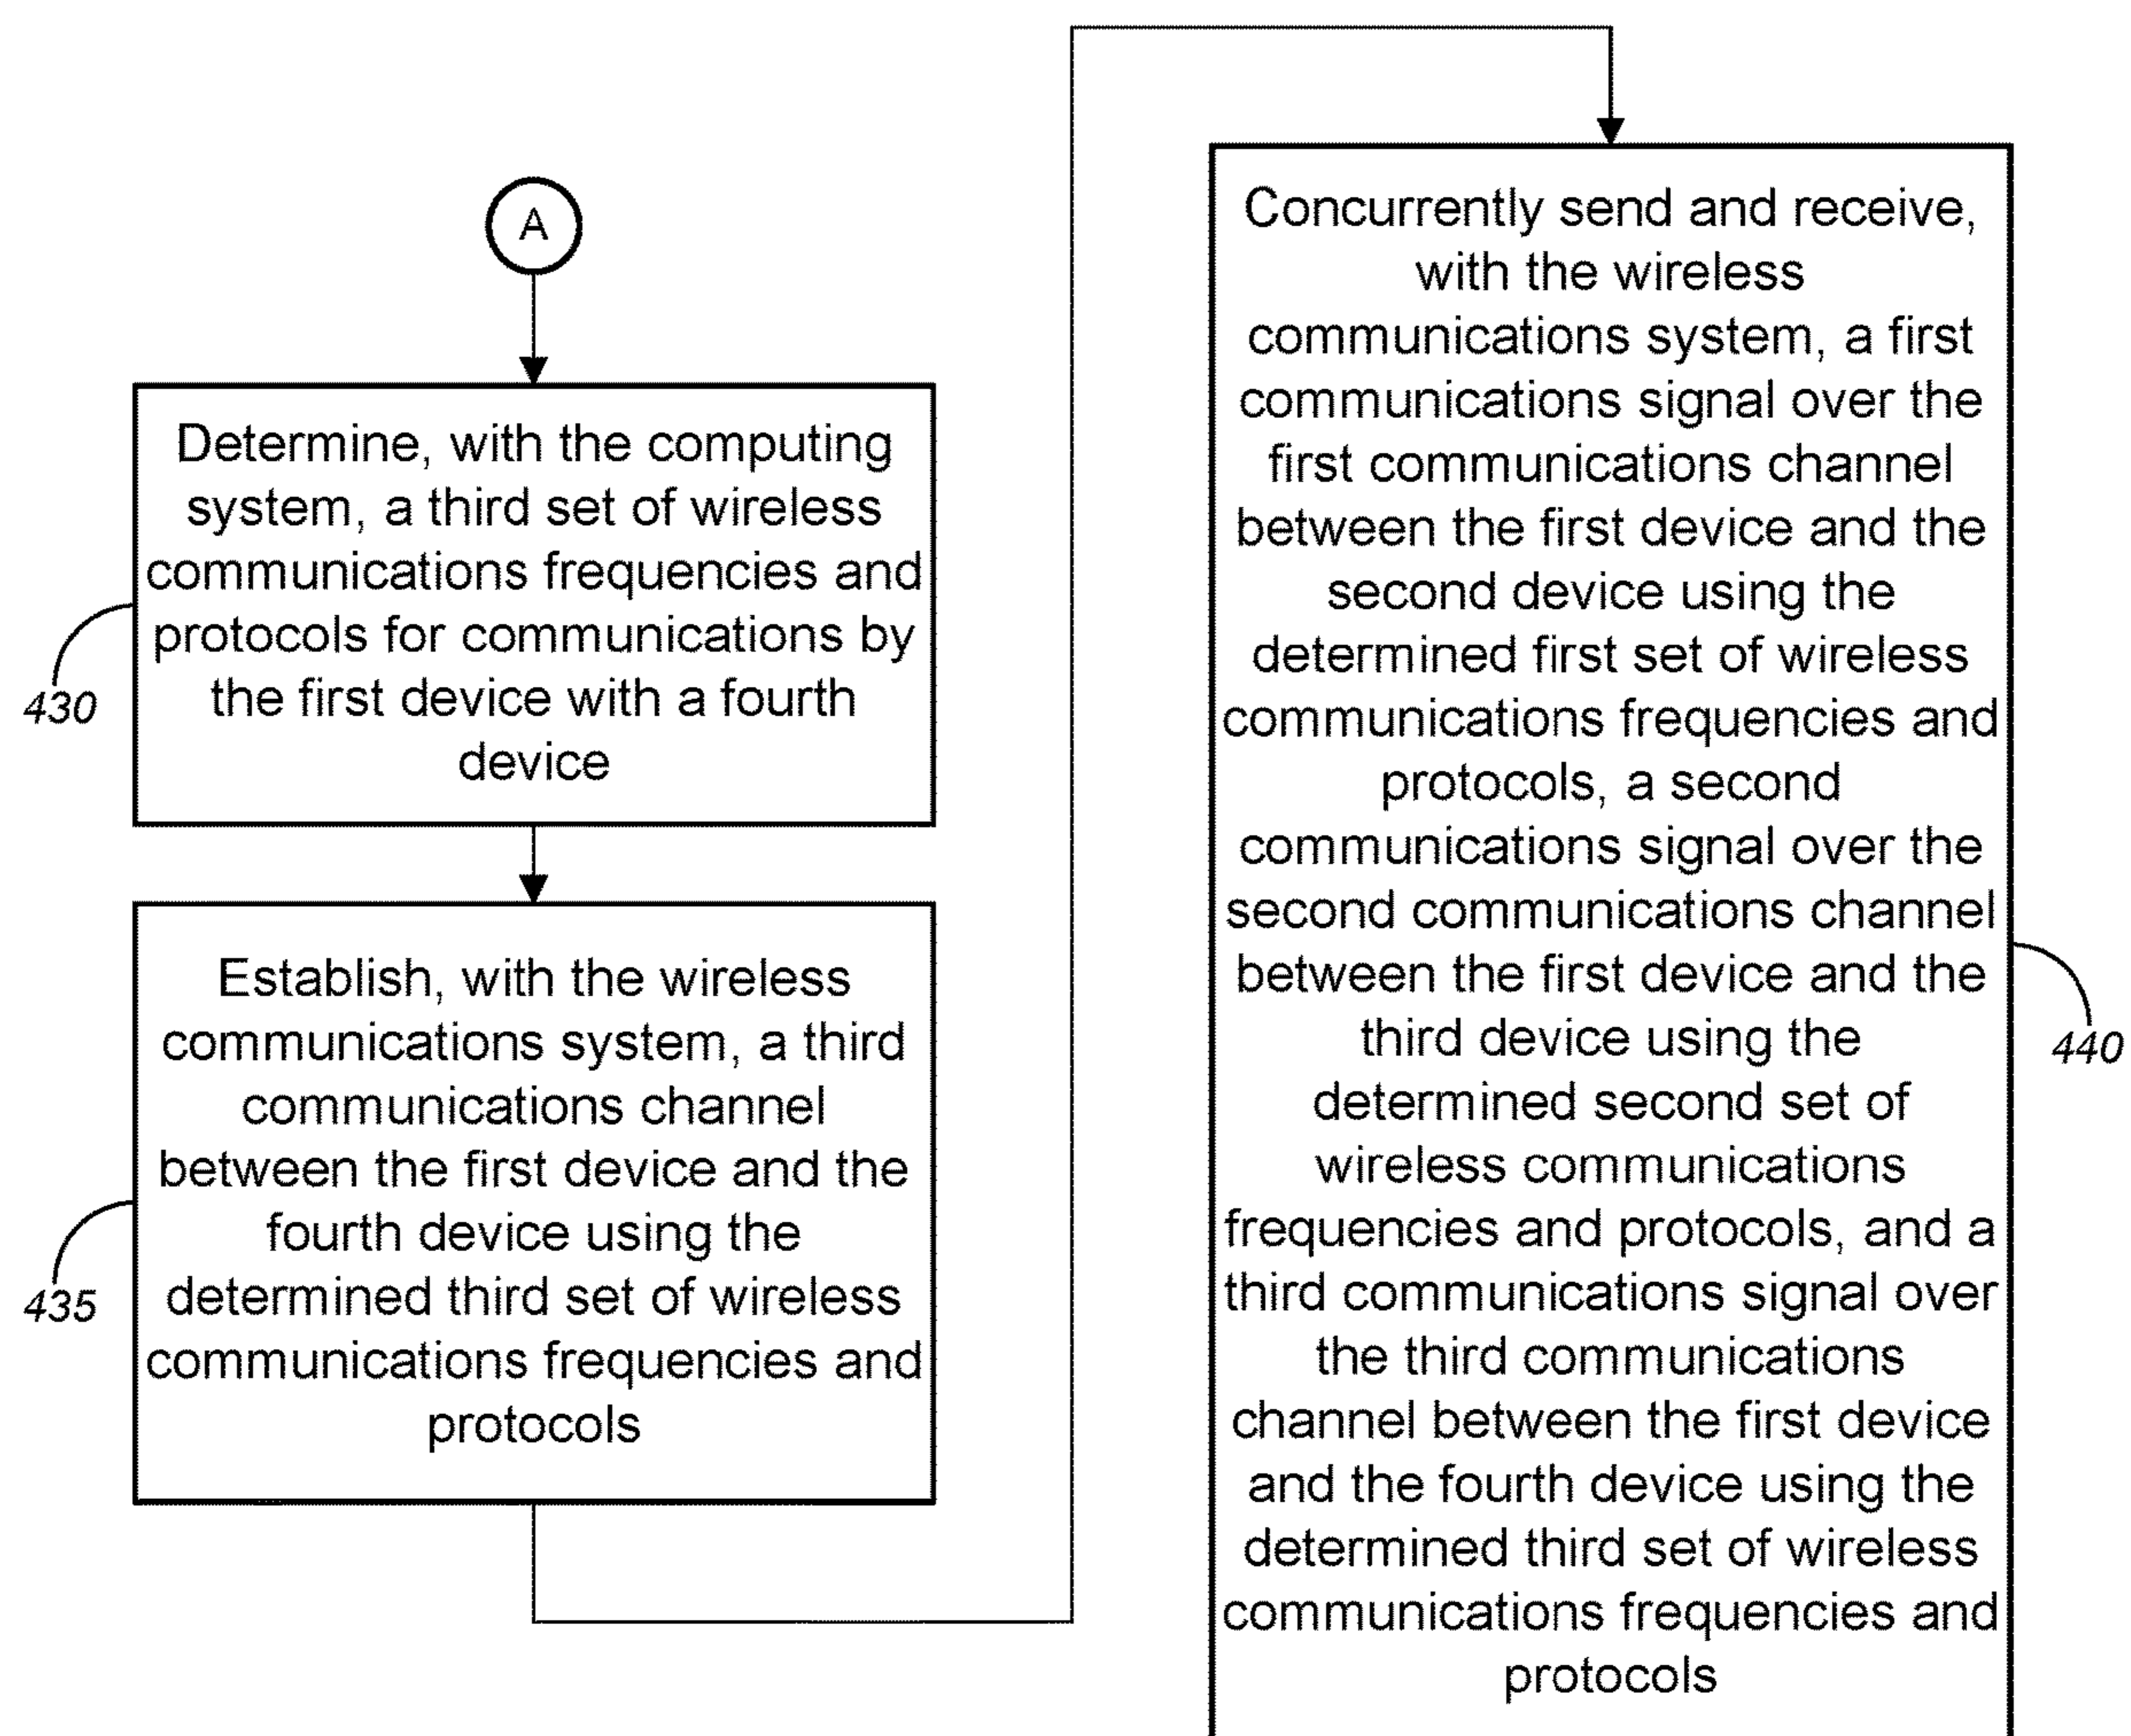 A
Determine, with the computing
system, a third set of wireless
communications frequencies and
protocols for communications by
the first device with a fourth
device
430
Establish, with the wireless
communications system, a third
communications channel
between the first device and the
fourth device using the
determined third set of wireless
communications frequencies and
protocols
435
Concurrently send and receive,
with the wireless
communications system, a first
communications signal over the
first communications channel
between the first device and the
second device using the
determined first set of wireless
communications frequencies and
protocols, a second
communications signal over the
second communications channel
between the first device and the
third device using the
determined second set of
wireless communications
frequencies and protocols, and a
third communications signal over
the third communications
channel between the first device
and the fourth device using the
determined third set of wireless
communications frequencies and
protocols
440